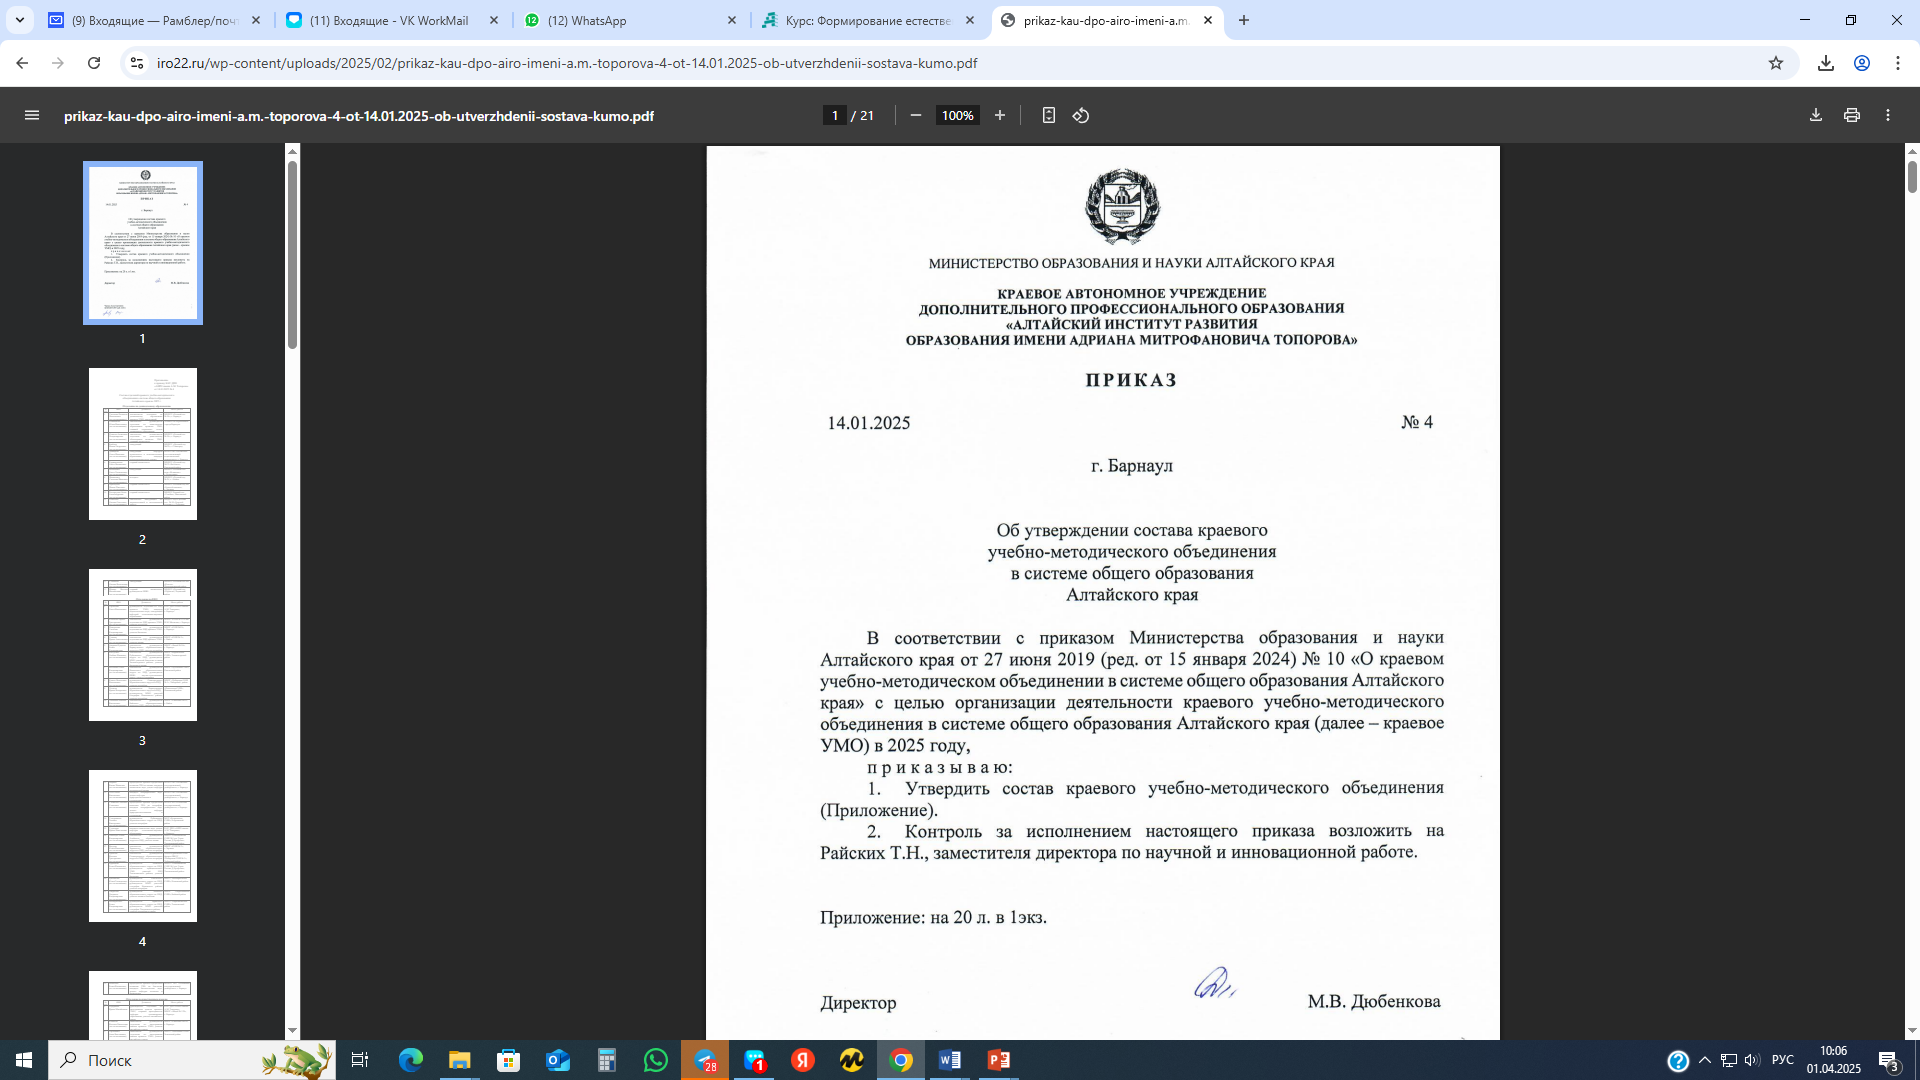 (9) Входящие — Рамблер/поч
(11) Входящие - VK WorkMail
(12) WhatsApp
Курс: Формирование естестве
prikaz-kau-dpo-airo-imeni-a.m.
iro22.ru/wp-content/uploads/2025/02/prikaz-kau-dpo-airo-imeni-a.m.-toporova-4-ot-14.01.2025-ob-utverzhdenii-sostava-kumo.pdf
prikaz-kau-dpo-airo-imeni-a.m.-toporova-4-ot-14.01.2025-ob-utverzhdenii-sostava-kumo.pdf
1 / 21
100%
1
2
3
4
МИНИСТЕРСТВО ОБРАЗОВАНИЯ И НАУКИ АЛТАЙСКОГО КРАЯ
КРАЕВОЕ АВТОНОМНОЕ УЧРЕЖДЕНИЕ
ДОПОЛНИТЕЛЬНОГО ПРОФЕССИОНАЛЬНОГО ОБРАЗОВАНИЯ
«АЛТАЙСКИЙ ИНСТИТУТ РАЗВИТИЯ
ОБРАЗОВАНИЯ ИМЕНИ АДРИАНА МИТРОФАНОВИЧА ТОПОРОВА»
ПРИКАЗ
14.01.2025 № 4
г. Барнаул
Об утверждении состава краевого
учебно-методического объединения
в системе общего образования
Алтайского края
В соответствии с приказом Министерства образования и науки
Алтайского края от 27 июня 2019 (ред. от 15 января 2024) № 10 «О краевом
учебно-методическом объединении в системе общего образования Алтайского
края» с целью организации деятельности краевого учебно-методического
объединения в системе общего образования Алтайского края (далее – краевое
УМО) в 2025 году,
п р и к а з ы в а ю:
1. Утвердить состав краевого учебно-методического объединения
(Приложение).
2. Контроль за исполнением настоящего приказа возложить на
Райских Т.Н., заместителя директора по научной и инновационной работе.
Приложение: на 20 л. в 1экз.
Директор М.В. Дюбенкова
Поиск
28
1
РУС
10:06
01.04.2025
3